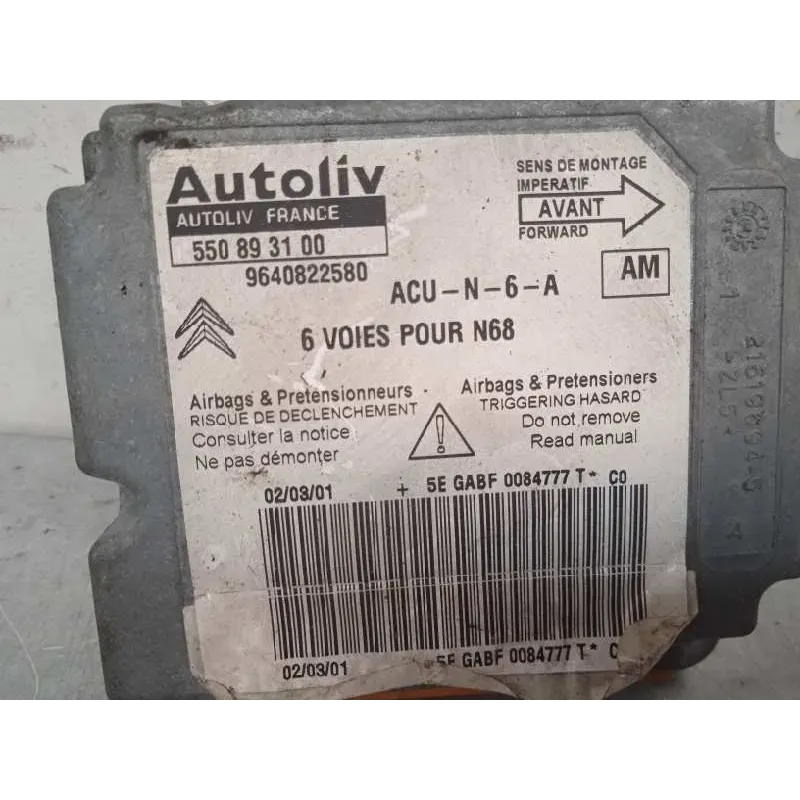 Autoliv
AUTOLIV FRANCE
550 89 31 00
9640822580
SENS DE MONTAGE
IMPERATIF
AVANT
FORWARD
ACU-N-6-A
AM
6 VOIES POUR N68
Airbags & Pretensionneurs
RISQUE DE DECLENCHEMENT
Consulter la notice
Ne pas démonter
Airbags & Pretensioners
TRIGGERING HASARD
Do not remove
Read manual
02/03/01 + 5E GABF 0084777 T* C0
02/03/01 5E GABF 0084777 T* C